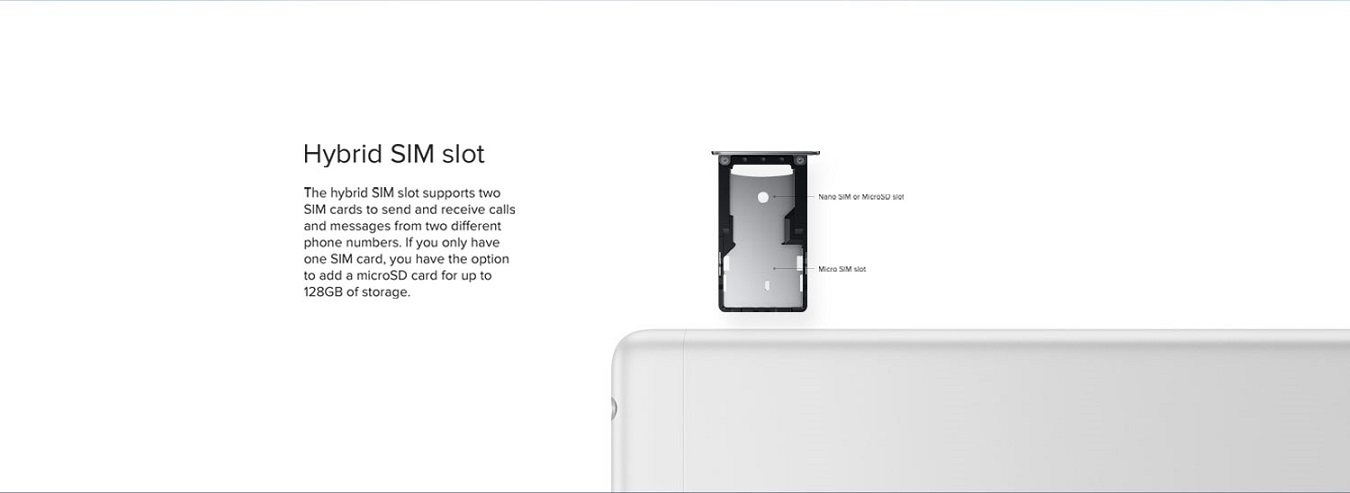 Hybrid SIM slot
The hybrid SIM slot supports two
SIM cards to send and receive calls
and messages from two different
phone numbers. If you only have
one SIM card, you have the option
to add a microSD card for up to
128GB of storage.
Nano SIM or MicroSD slot
Micro SIM slot